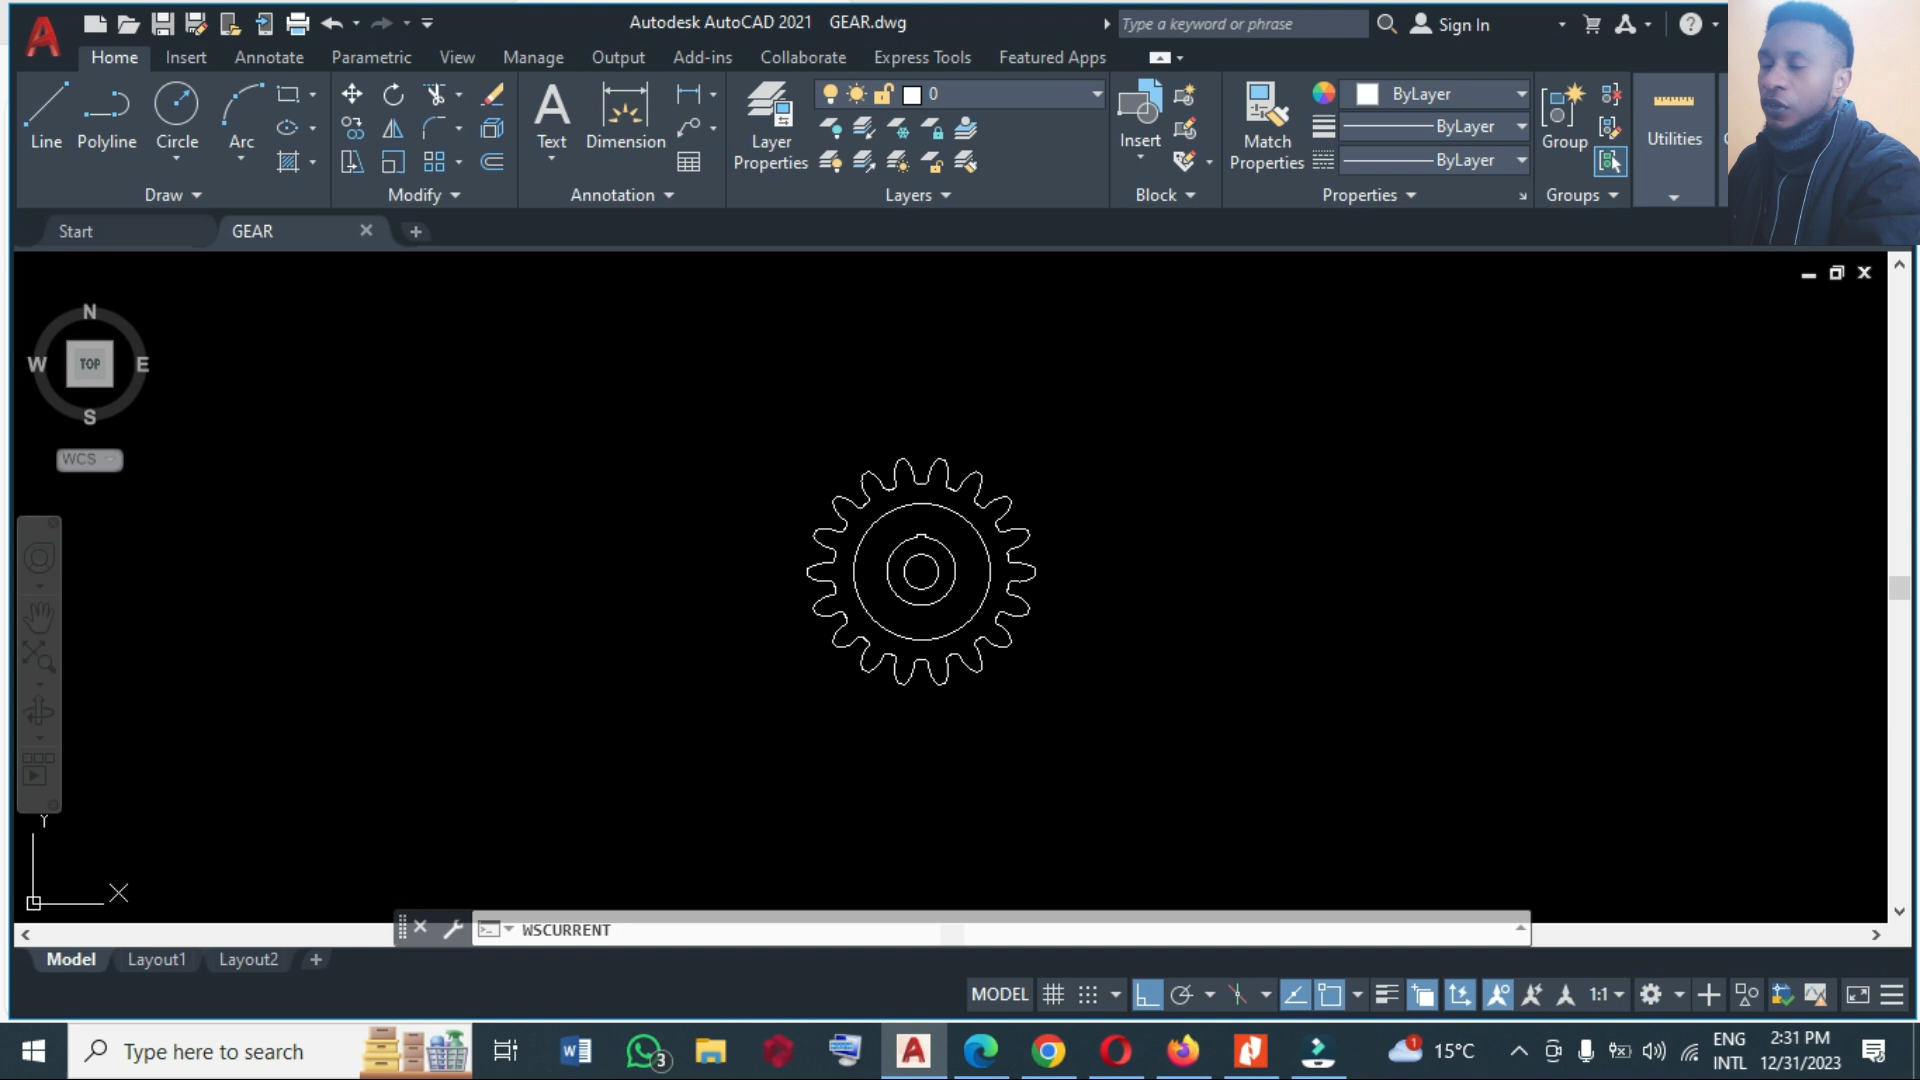 Autodesk AutoCAD 2021 GEAR.dwg
Type a keyword or phrase
Sign In
Home Insert Annotate Parametric View Manage Output Add-ins Collaborate Express Tools Featured Apps
Line Polyline Circle Arc
Text Dimension
Layer Properties
0
Insert
Match Properties
ByLayer
ByLayer
ByLayer
Group
Utilities
Draw Modify Annotation Layers Block Properties Groups
Start GEAR
N
W TOP E
S
WCS
Y
X
WSCURRENT
Model Layout1 Layout2
MODEL 1:1
Type here to search
3
1
15°C
ENG
INTL
2:31 PM
12/31/2023